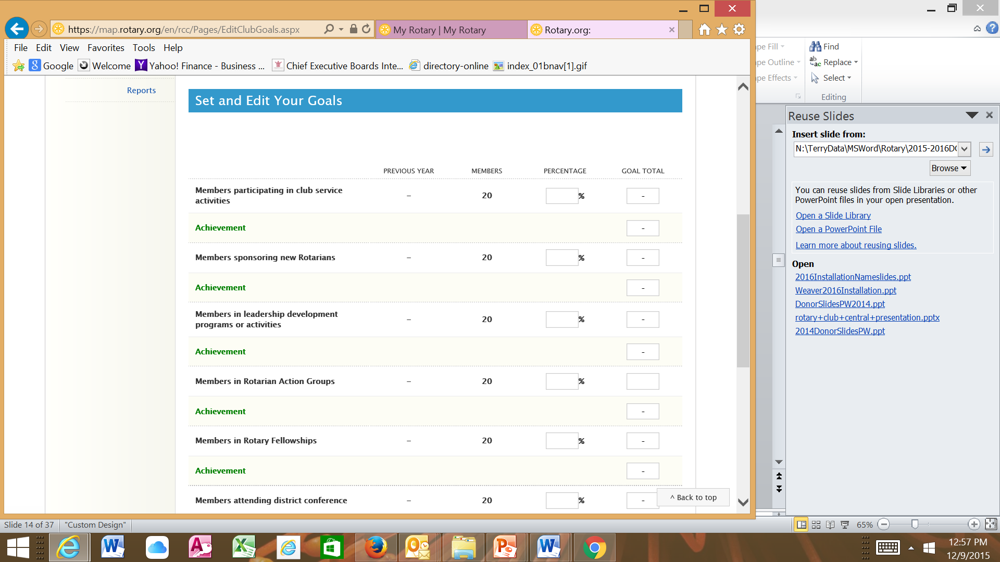 https://map.rotary.org/en/rcc/Pages/EditClubGoals.aspx
My Rotary | My Rotary
Rotary.org:
File Edit View Favorites Tools Help
Google Welcome Yahoo! Finance - Business ... Chief Executive Boards Inte... directory-online index_01bnav[1].gif
Reports
Set and Edit Your Goals
PREVIOUS YEAR MEMBERS PERCENTAGE GOAL TOTAL
Members participating in club service
activities
– 20 % -
Achievement -
Members sponsoring new Rotarians – 20 % -
Achievement -
Members in leadership development
programs or activities
– 20 % -
Achievement -
Members in Rotarian Action Groups – 20 %
Achievement -
Members in Rotary Fellowships – 20 % -
Achievement -
Members attending district conference – 20 % -
^ Back to top
pe Fill
pe Outline
pe Effects
Find
Replace
Select
Editing
Reuse Slides
Insert slide from:
N:\TerryData\MSWord\Rotary\2015-2016D
Browse
You can reuse slides from Slide Libraries or other
PowerPoint files in your open presentation.
Open a Slide Library
Open a PowerPoint File
Learn more about reusing slides.
Open
2016InstallationNameslides.ppt
Weaver2016Installation.ppt
DonorSlidesPW2014.ppt
rotary+club+central+presentation.pptx
2014DonorSlidesPW.ppt
Slide 14 of 37 "Custom Design" 65%
12:57 PM
12/9/2015